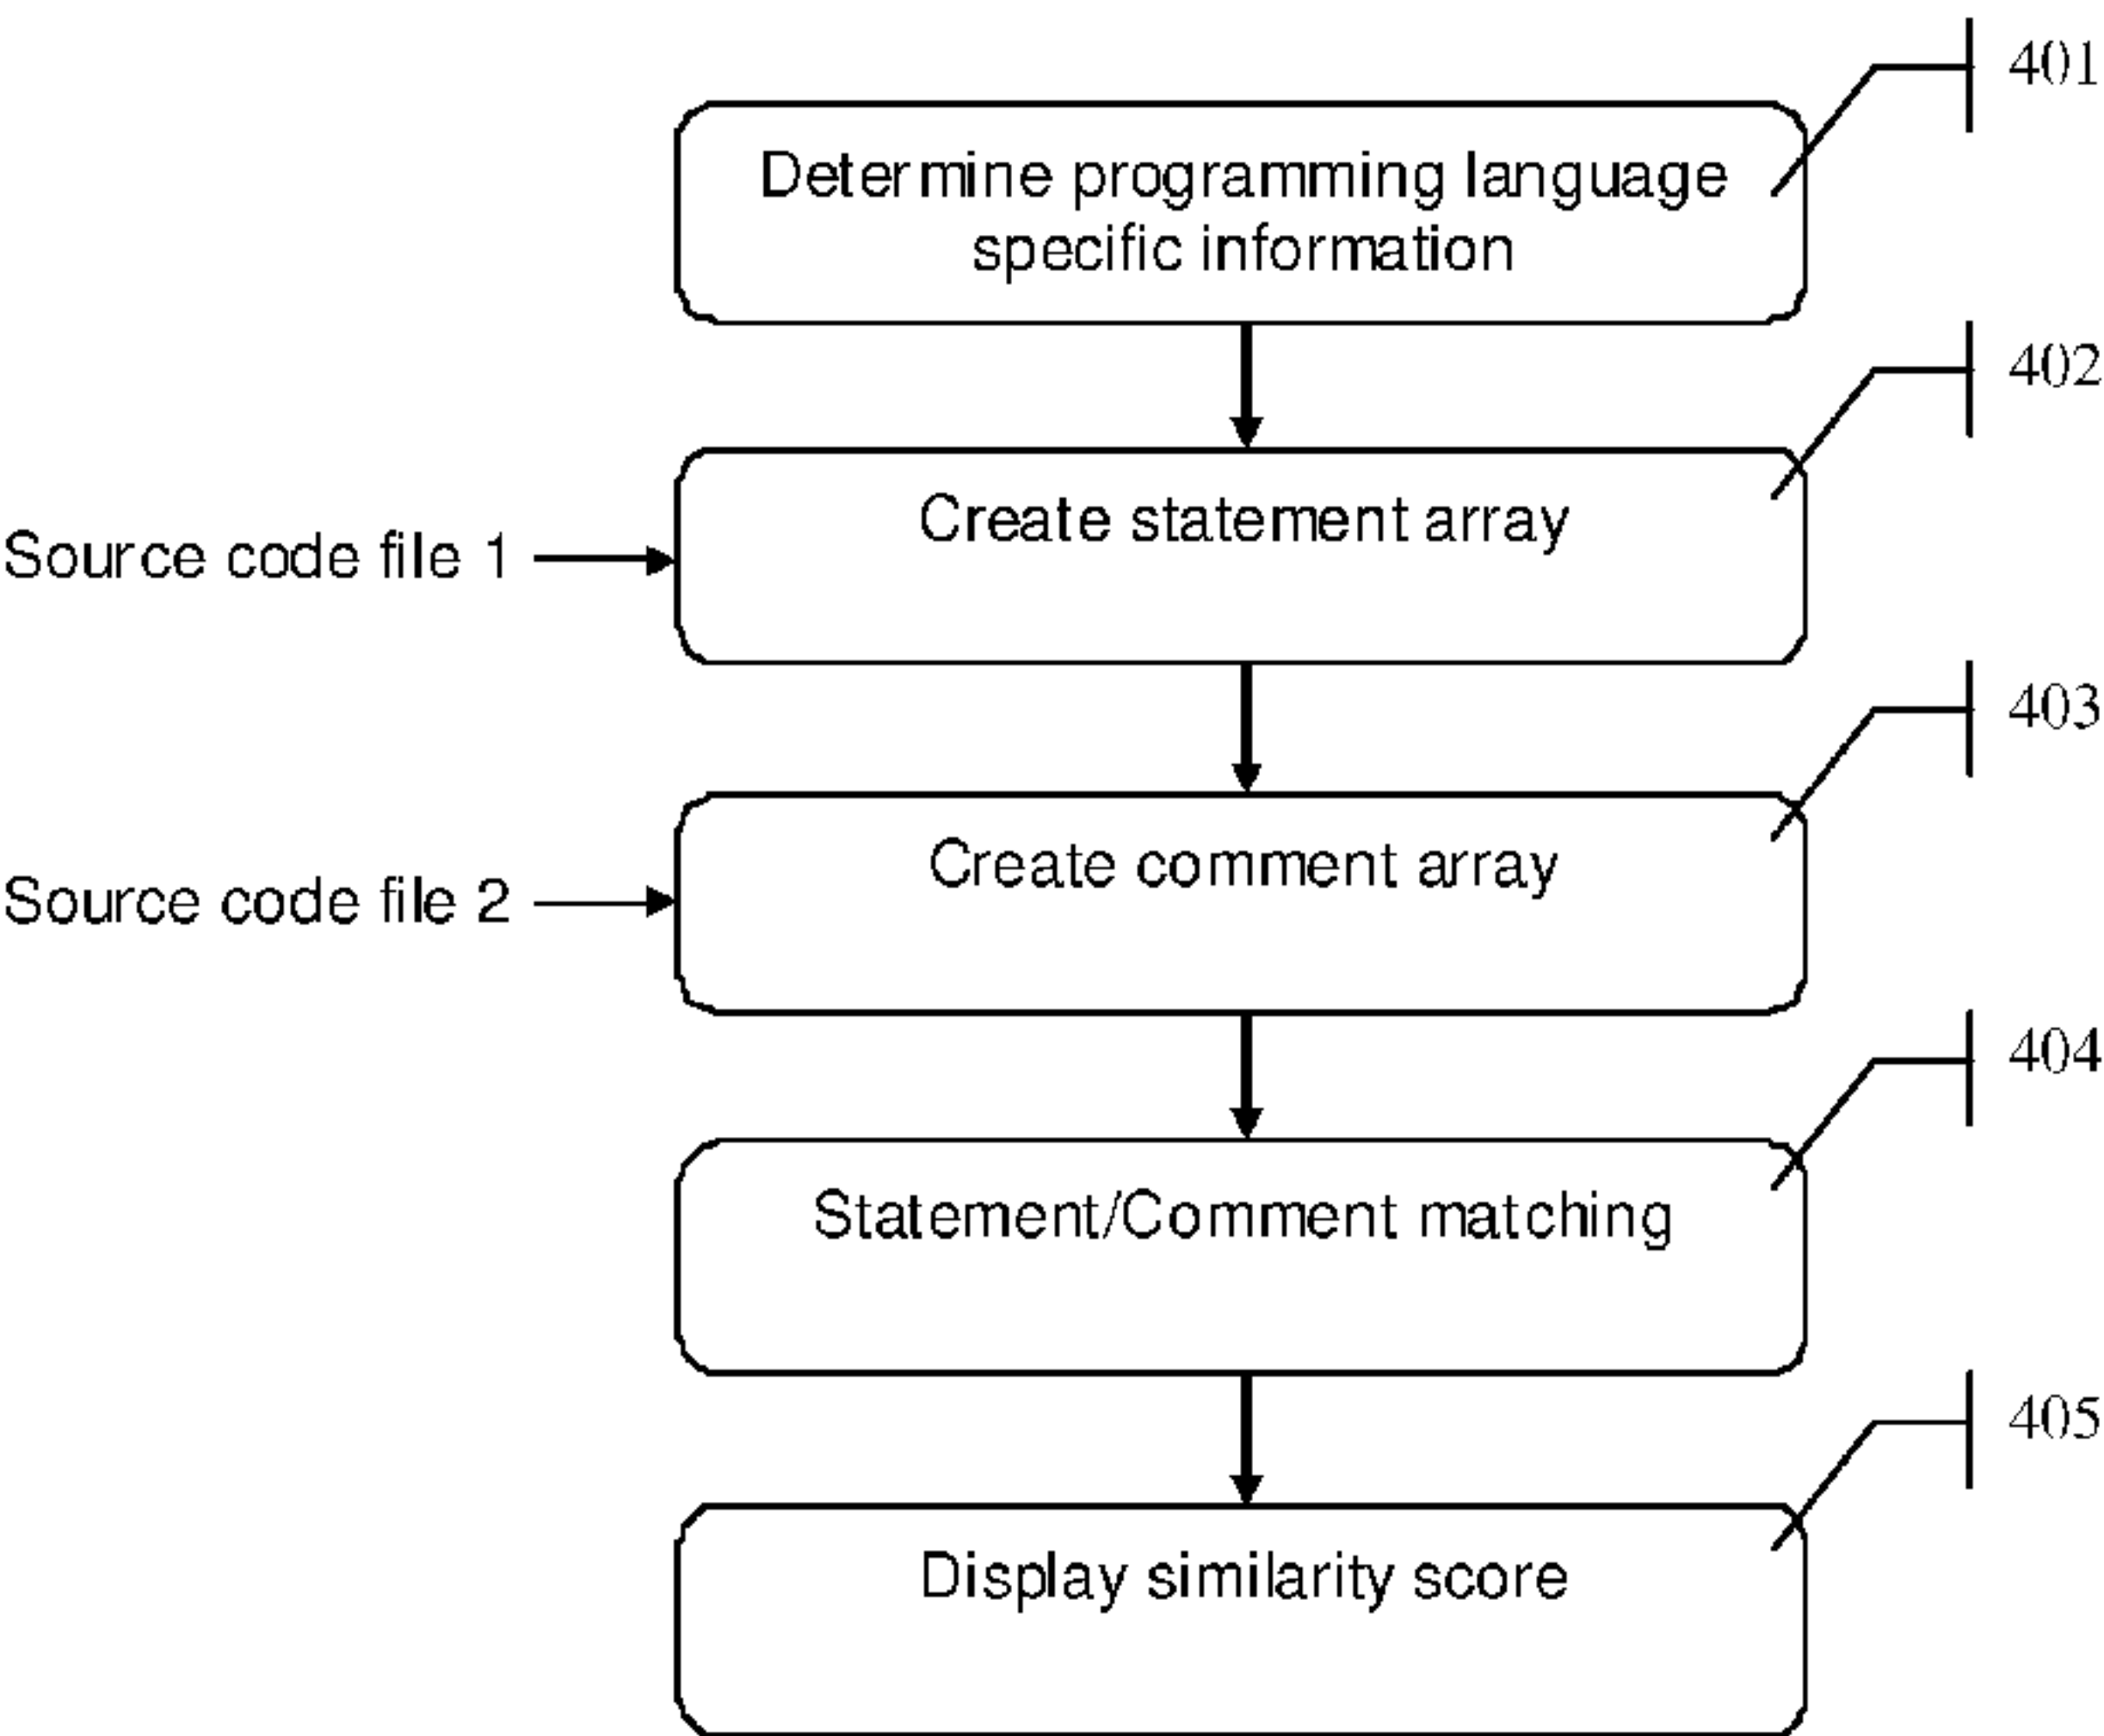 401
Determine programming language
specific information
402
Create statement array
Source code file 1
403
Create comment array
Source code file 2
404
Statement/Comment matching
405
Display similarity score